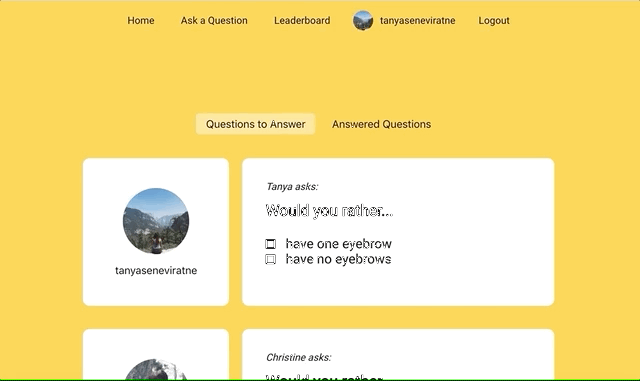 Home Ask a Question Leaderboard tanyaseneviratne Logout
Questions to Answer Answered Questions
Tanya asks:
Would you rather...
have one eyebrow
have no eyebrows
tanyaseneviratne
Christine asks:
Would you rather...